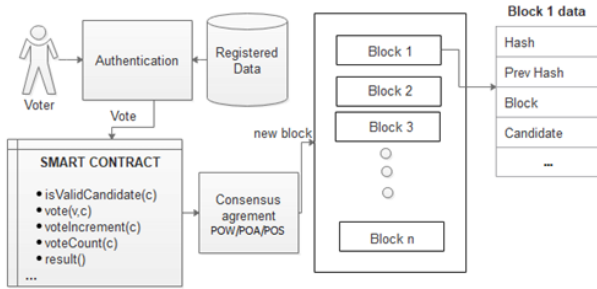 Voter
Authentication
Registered
Data
Vote
SMART CONTRACT
• isValidCandidate(c)
• vote(v,c)
• voteIncrement(c)
• voteCount(c)
• result()
...
Consensus
agrement
POW/POA/POS
new block
Block 1
Block 2
Block 3
Block n
Block 1 data
Hash
Prev Hash
Block
Candidate
...